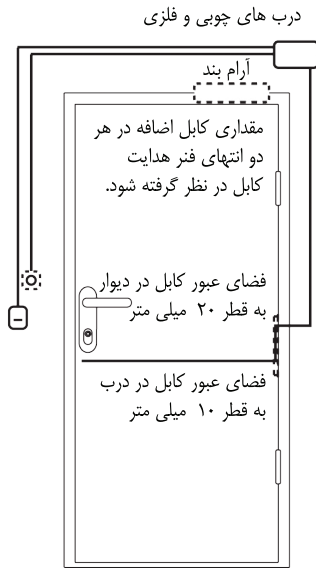 درب های چوبی و فلزی
آرام بند
مقداری کابل اضافه در هر
دو انتهای فنر هدایت
کابل در نظر گرفته شود.
فضای عبور کابل در دیوار
به قطر ۲۰ میلی متر
فضای عبور کابل در درب
به قطر ۱۰ میلی متر